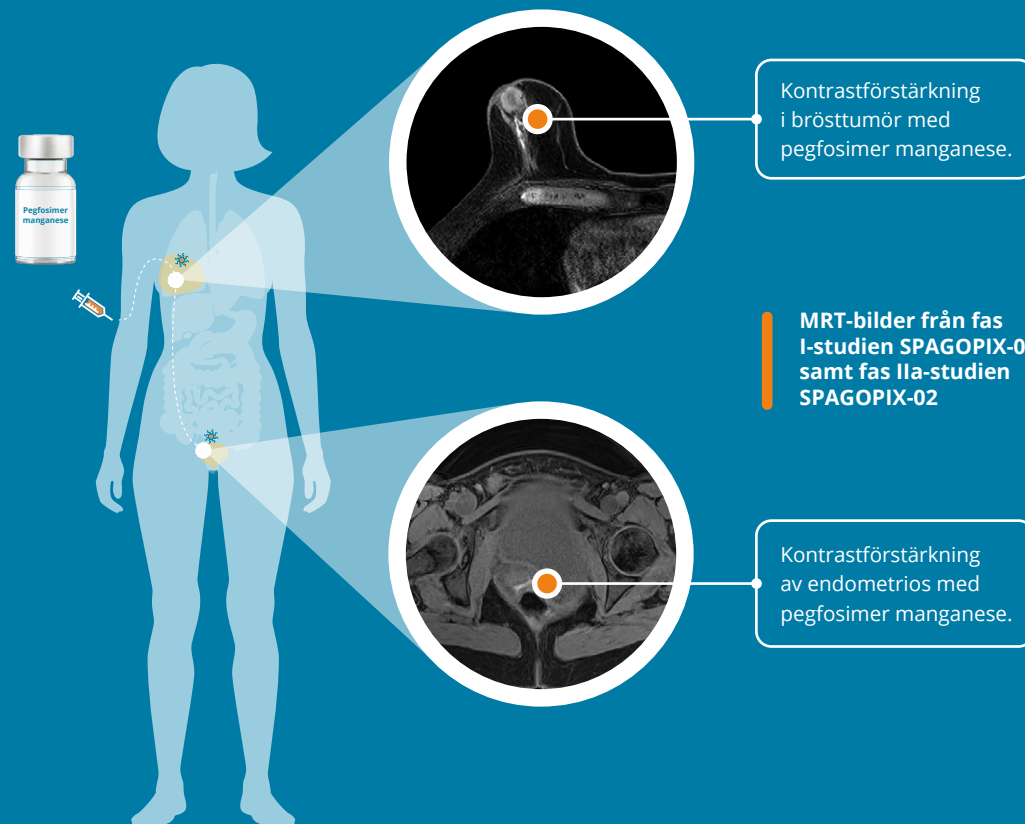 Pegfosimer
manganese
Kontrastförstärkning
i brösttumör med
pegfosimer manganese.
MRT-bilder från fas
I-studien SPAGOPIX-0
samt fas IIa-studien
SPAGOPIX-02
Kontrastförstärkning
av endometrios med
pegfosimer manganese.